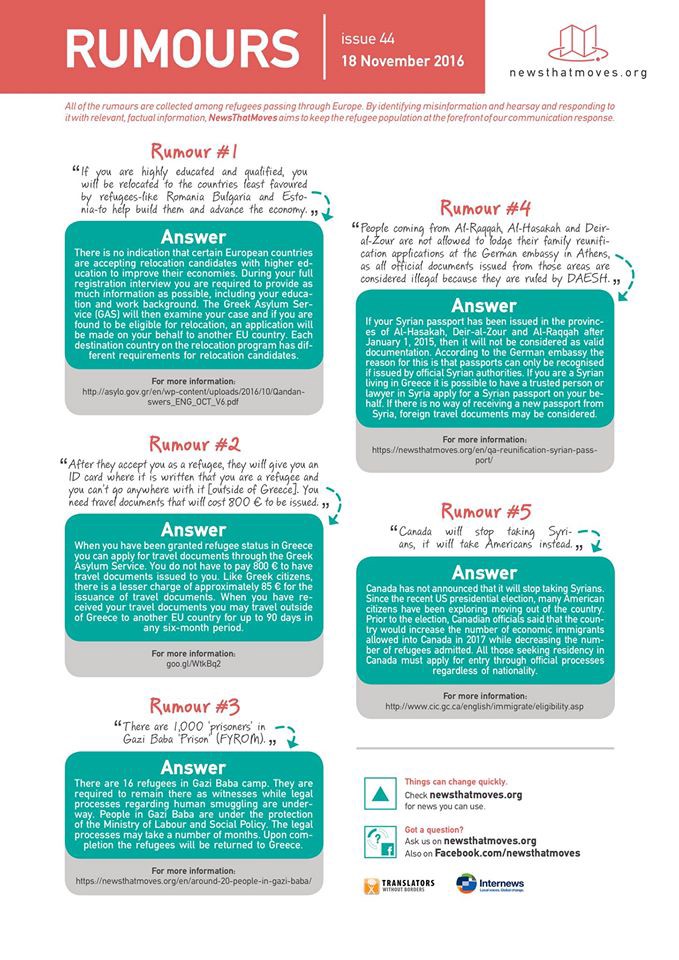 RUMOURS
issue 44
18 November 2016
newsthatmoves.org
All of the rumours are collected among refugees passing through Europe. By identifying misinformation and hearsay and responding to
it with relevant, factual information, NewsThatMoves aims to keep the refugee population at the forefront of our communication response.
Rumour #1
“If you are highly educated and qualified, you
will be relocated to the countries least favoured
by refugees-like Romania Bulgaria and Esto-
nia-to help build them and advance the economy.”
Answer
There is no indication that certain European countries
are accepting relocation candidates with higher ed-
ucation to improve their economies. During your full
registration interview you are required to provide as
much information as possible, including your educa-
tion and work background. The Greek Asylum Ser-
vice (GAS) will then examine your case and if you are
found to be eligible for relocation, an application will
be made on your behalf to another EU country. Each
destination country on the relocation program has dif-
ferent requirements for relocation candidates.
For more information:
http://asylo.gov.gr/en/wp-content/uploads/2016/10/Qandan-
swers_ENG_OCT_V6.pdf
Rumour #2
“After they accept you as a refugee, they will give you an
ID card where it is written that you are a refugee and
you can't go anywhere with it [outside of Greece]. You
need travel documents that will cost 800 € to be issued.”
Answer
When you have been granted refugee status in Greece
you can apply for travel documents through the Greek
Asylum Service. You do not have to pay 800 € to have
travel documents issued to you. Like Greek citizens,
there is a lesser charge of approximately 85 € for the
issuance of travel documents. When you have re-
ceived your travel documents you may travel outside
of Greece to another EU country for up to 90 days in
any six-month period.
For more information:
goo.gl/WtkBq2
Rumour #3
“There are 1,000 'prisoners' in
Gazi Baba 'Prison' (FYROM).”
Answer
There are 16 refugees in Gazi Baba camp. They are
required to remain there as witnesses while legal
processes regarding human smuggling are under-
way. People in Gazi Baba are under the protection
of the Ministry of Labour and Social Policy. The legal
processes may take a number of months. Upon com-
pletion the refugees will be returned to Greece.
For more information:
https://newsthatmoves.org/en/around-20-people-in-gazi-baba/
Rumour #4
“People coming from Al-Raqqah, Al-Hasakah and Deir-
al-Zour are not allowed to lodge their family reunifi-
cation applications at the German embassy in Athens,
as all official documents issued from those areas are
considered illegal because they are ruled by DAESH.”
Answer
If your Syrian passport has been issued in the provinc-
es of Al-Hasakah, Deir-al-Zour and Al-Raqqah after
January 1, 2015, then it will not be considered as valid
documentation. According to the German embassy the
reason for this is that passports can only be recognised
if issued by official Syrian authorities. If you are a Syrian
living in Greece it is possible to have a trusted person or
lawyer in Syria apply for a Syrian passport on your be-
half. If there is no way of receiving a new passport from
Syria, foreign travel documents may be considered.
For more information:
https://newsthatmoves.org/en/qa-reunification-syrian-pass-
port/
Rumour #5
“Canada will stop taking Syri-
ans, it will take Americans instead.”
Answer
Canada has not announced that it will stop taking Syrians.
Since the recent US presidential election, many American
citizens have been exploring moving out of the country.
Prior to the election, Canadian officials said that the coun-
try would increase the number of economic immigrants
allowed into Canada in 2017 while decreasing the num-
ber of refugees admitted. All those seeking residency in
Canada must apply for entry through official processes
regardless of nationality.
For more information:
http://www.cic.gc.ca/english/immigrate/eligibility.asp
Things can change quickly.
Check newsthatmoves.org
for news you can use.
Got a question?
Ask us on newsthatmoves.org
Also on Facebook.com/newsthatmoves
TRANSLATORS
WITHOUT BORDERS
Internews
Local voices. Global change.